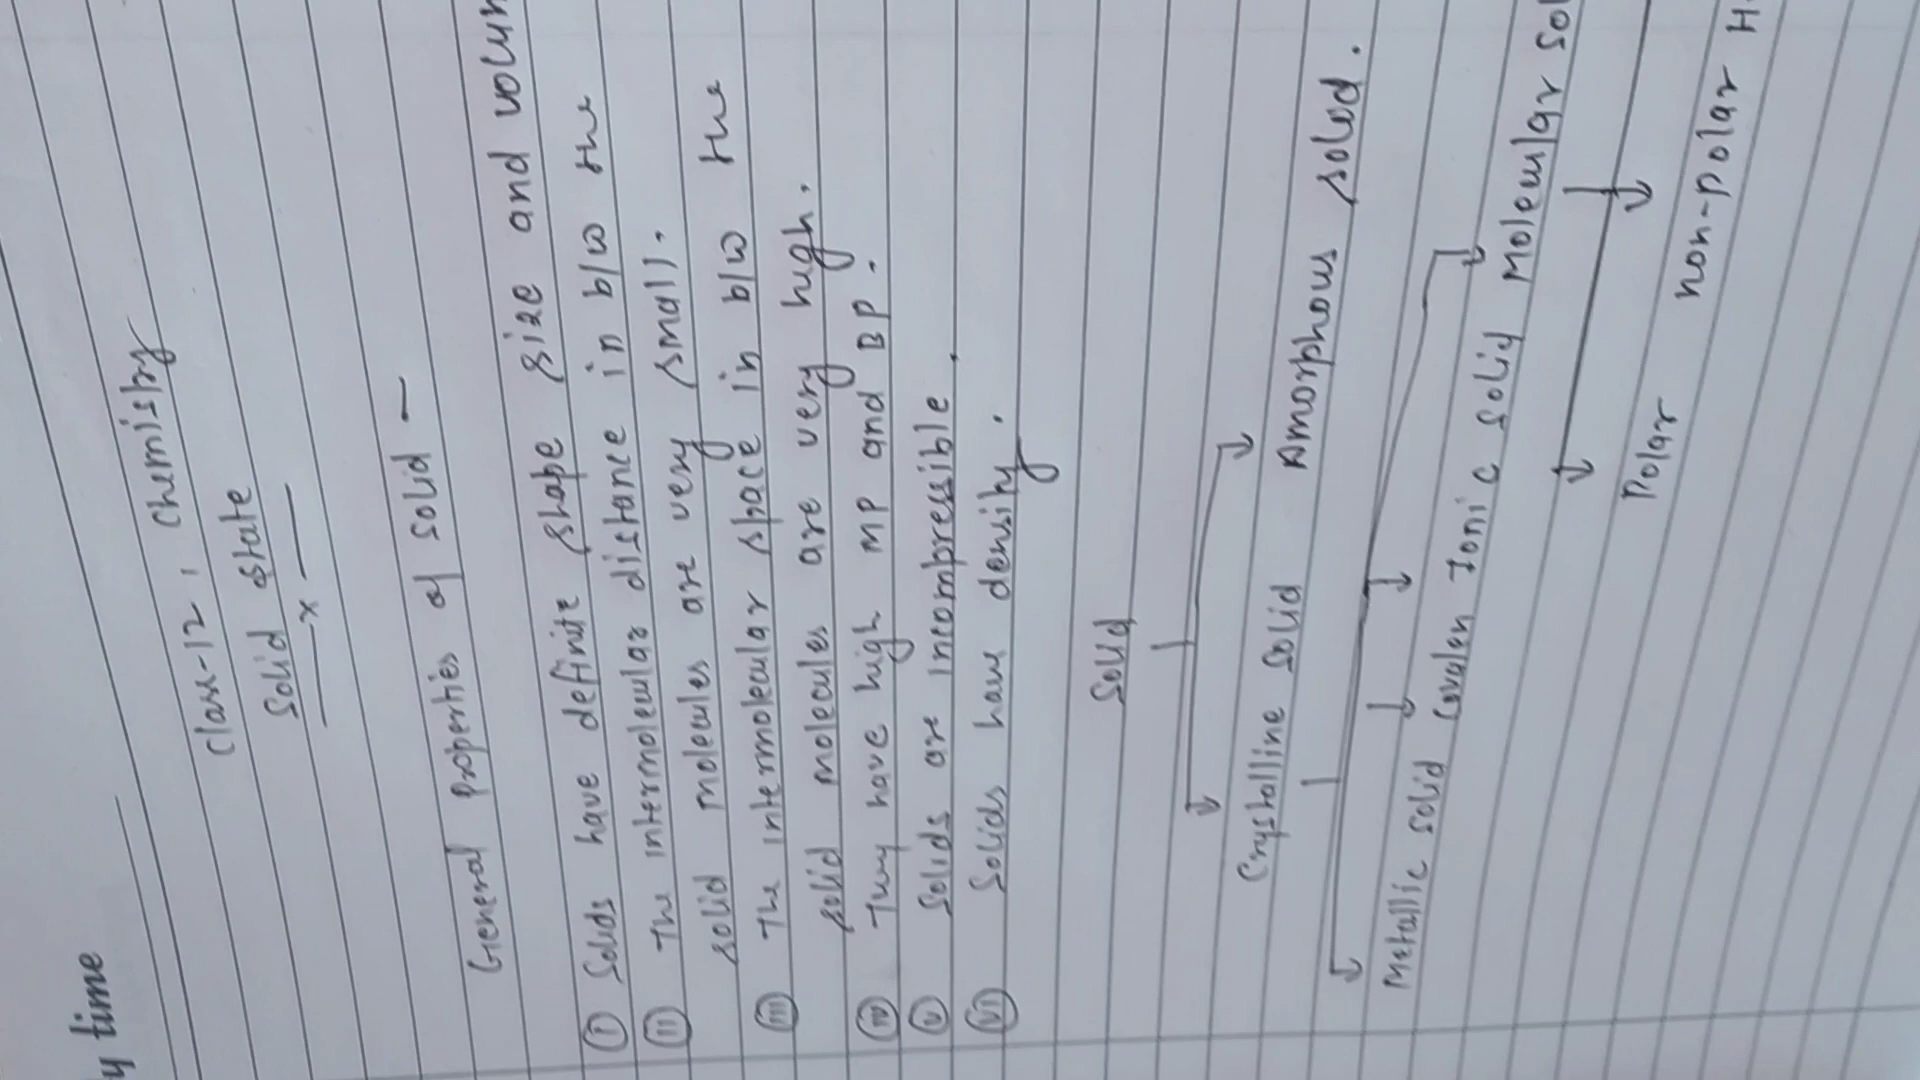 y time
Class-12, Chemistry
Solid State
—x—
General properties of solid -
(i) Solids have definite shape size and volum
(ii) The intermolecular distance in b/w the
solid molecules are very small.
(iii) The intermolecular space in b/w the
solid molecules are very high.
(iv) They have high MP and BP.
(v) Solids are incompressible.
(vi) Solids have density.
Solid
Crystalline Solid Amorphous solid.
Metallic solid Covalen Ionic solid Molecular Sol
Polar non-polar H